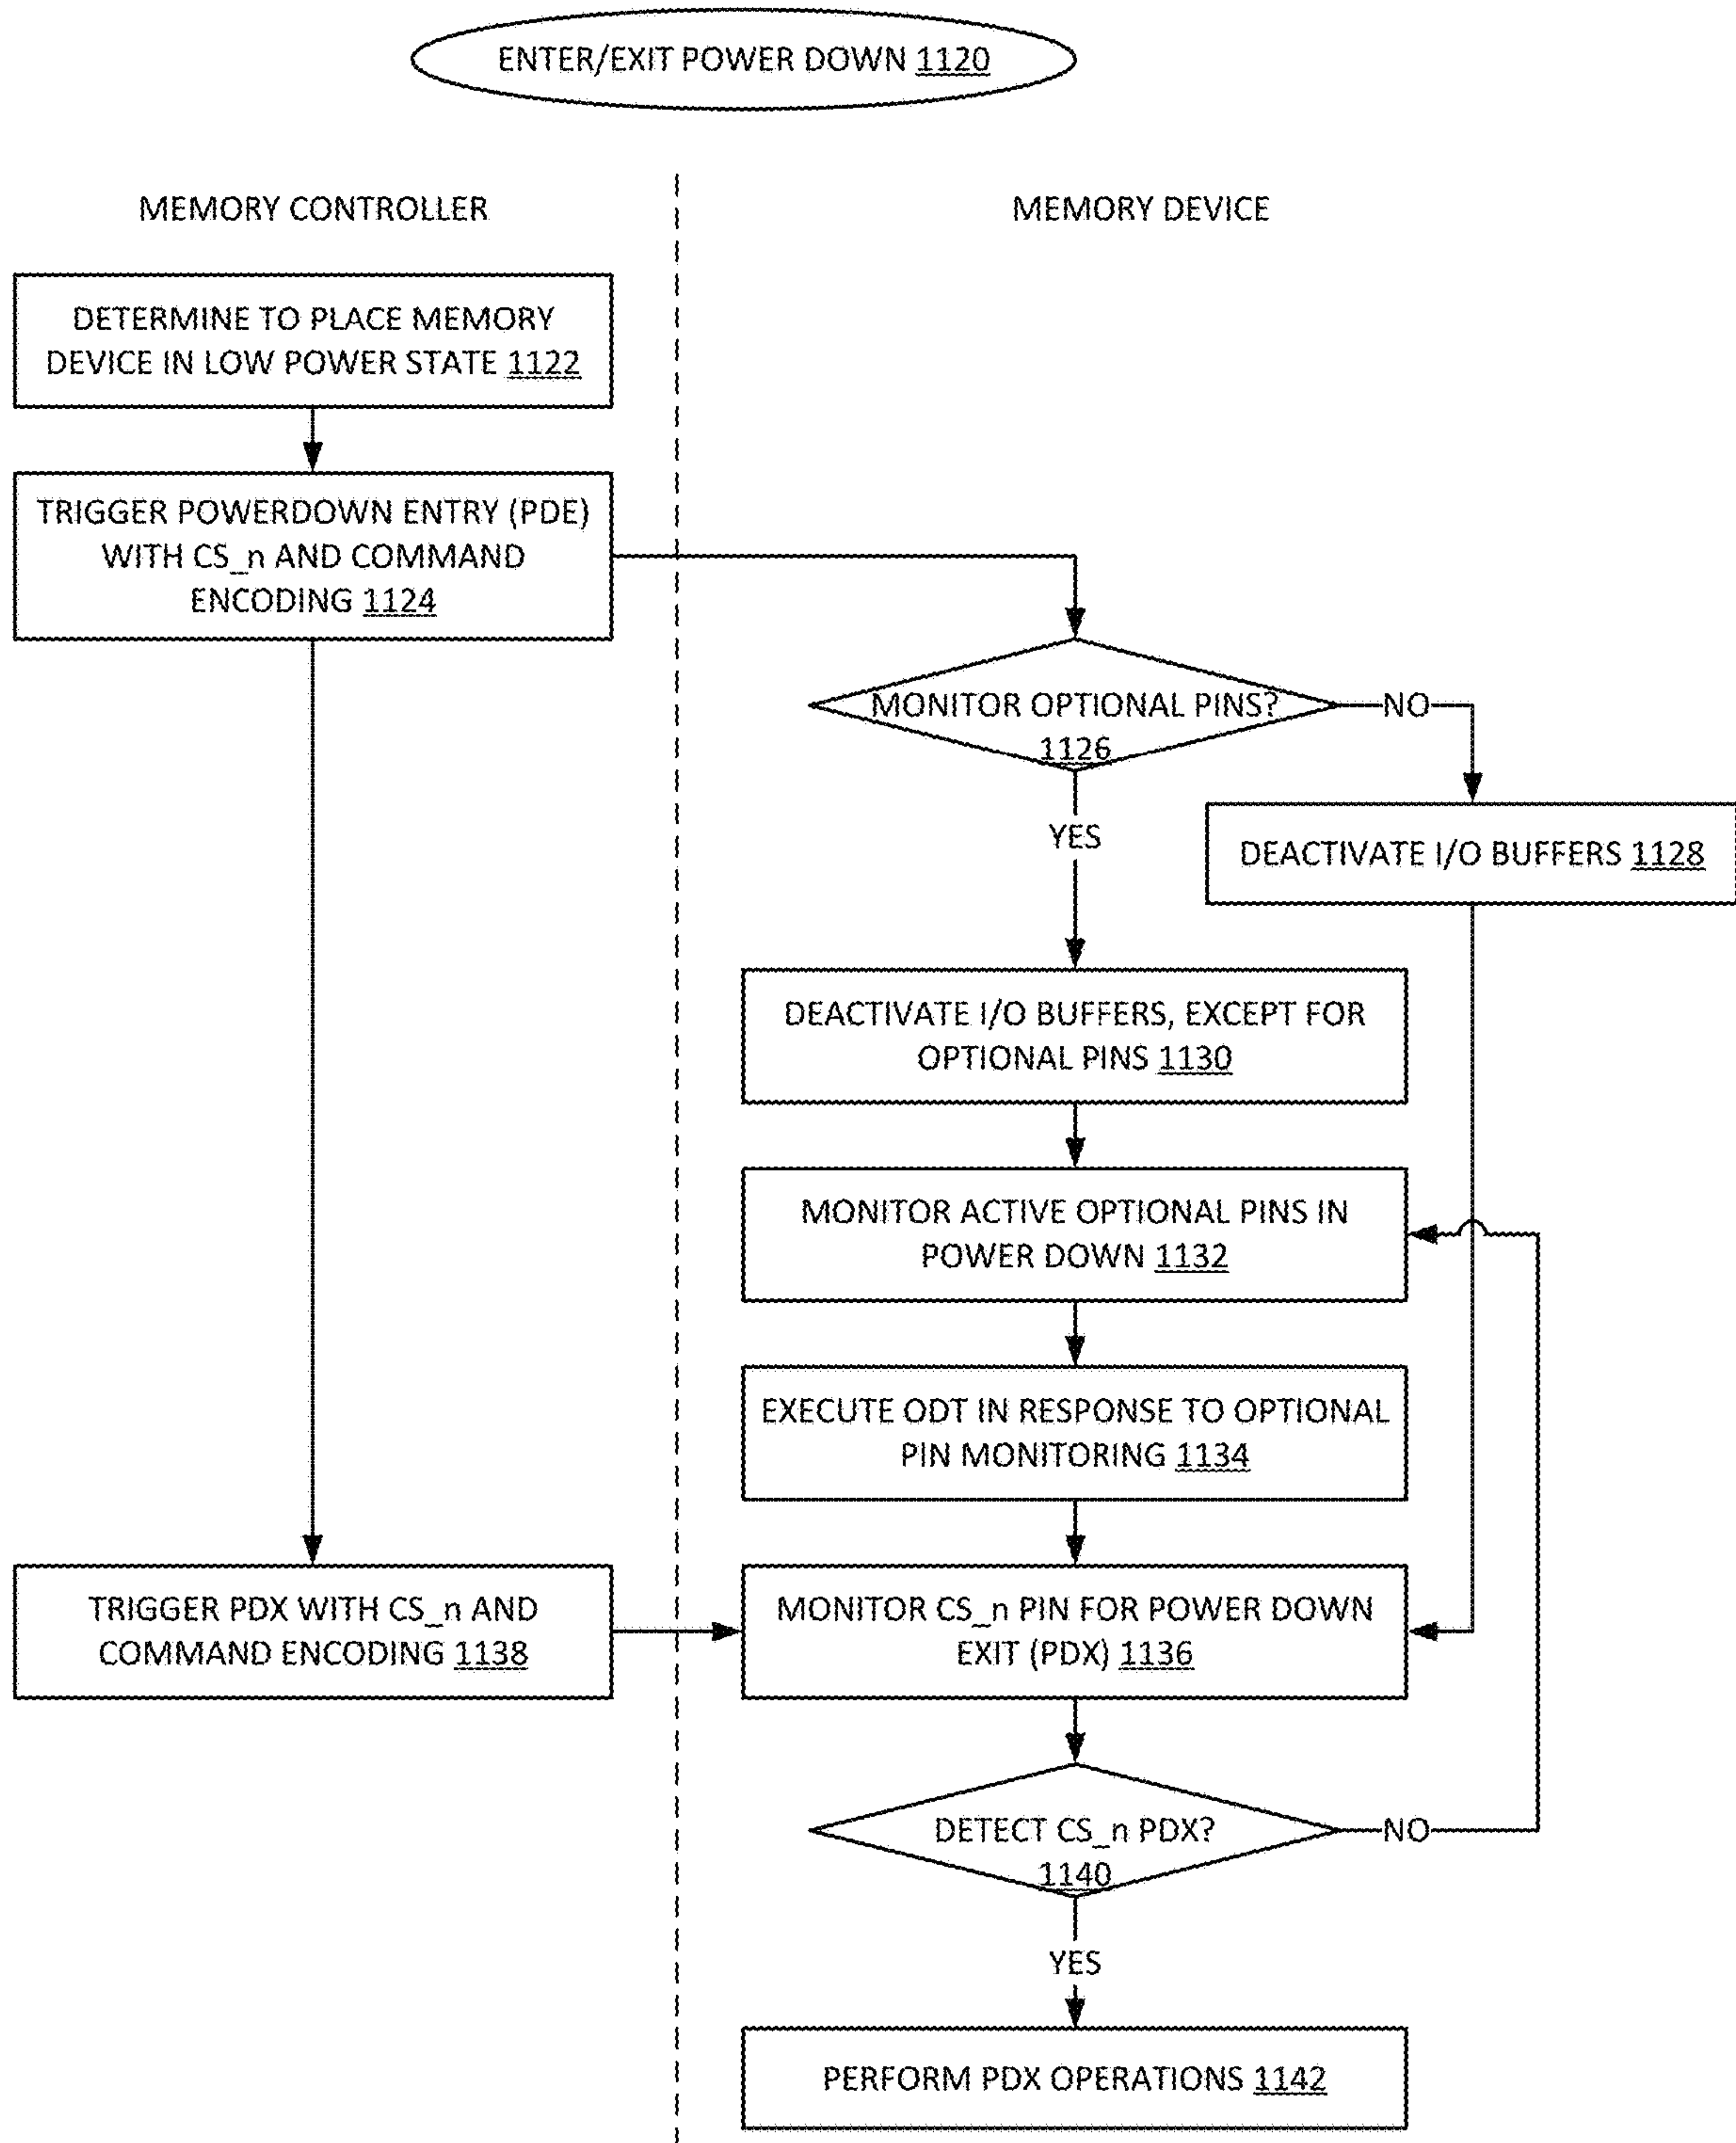 ENTER/EXIT POWER DOWN 1120
MEMORY CONTROLLER
MEMORY DEVICE
DETERMINE TO PLACE MEMORY
DEVICE IN LOW POWER STATE 1122
TRIGGER POWERDOWN ENTRY (PDE)
WITH CS_n AND COMMAND
ENCODING 1124
MONITOR OPTIONAL PINS?
1126
NO
YES
DEACTIVATE I/O BUFFERS 1128
DEACTIVATE I/O BUFFERS, EXCEPT FOR
OPTIONAL PINS 1130
MONITOR ACTIVE OPTIONAL PINS IN
POWER DOWN 1132
EXECUTE ODT IN RESPONSE TO OPTIONAL
PIN MONITORING 1134
TRIGGER PDX WITH CS_n AND
COMMAND ENCODING 1138
MONITOR CS_n PIN FOR POWER DOWN
EXIT (PDX) 1136
DETECT CS_n PDX?
1140
NO
YES
PERFORM PDX OPERATIONS 1142